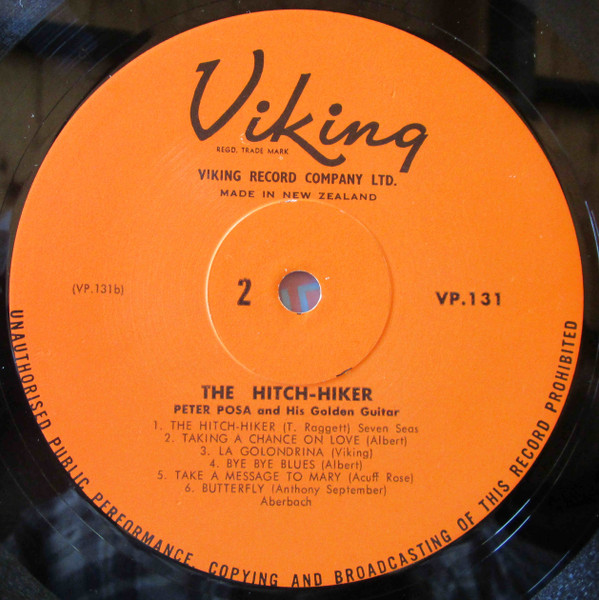 Viking
REGD. TRADE MARK
VIKING RECORD COMPANY LTD.
MADE IN NEW ZEALAND
(VP.131b)
2
VP.131
THE HITCH-HIKER
PETER POSA and His Golden Guitar
1. THE HITCH-HIKER (T. Raggett) Seven Seas
2. TAKING A CHANCE ON LOVE (Albert)
3. LA GOLONDRINA (Viking)
4. BYE BYE BLUES (Albert)
5. TAKE A MESSAGE TO MARY (Acuff Rose)
6. BUTTERFLY (Anthony September)
Aberbach
UNAUTHORISED PUBLIC PERFORMANCE, COPYING AND BROADCASTING OF THIS RECORD PROHIBITED